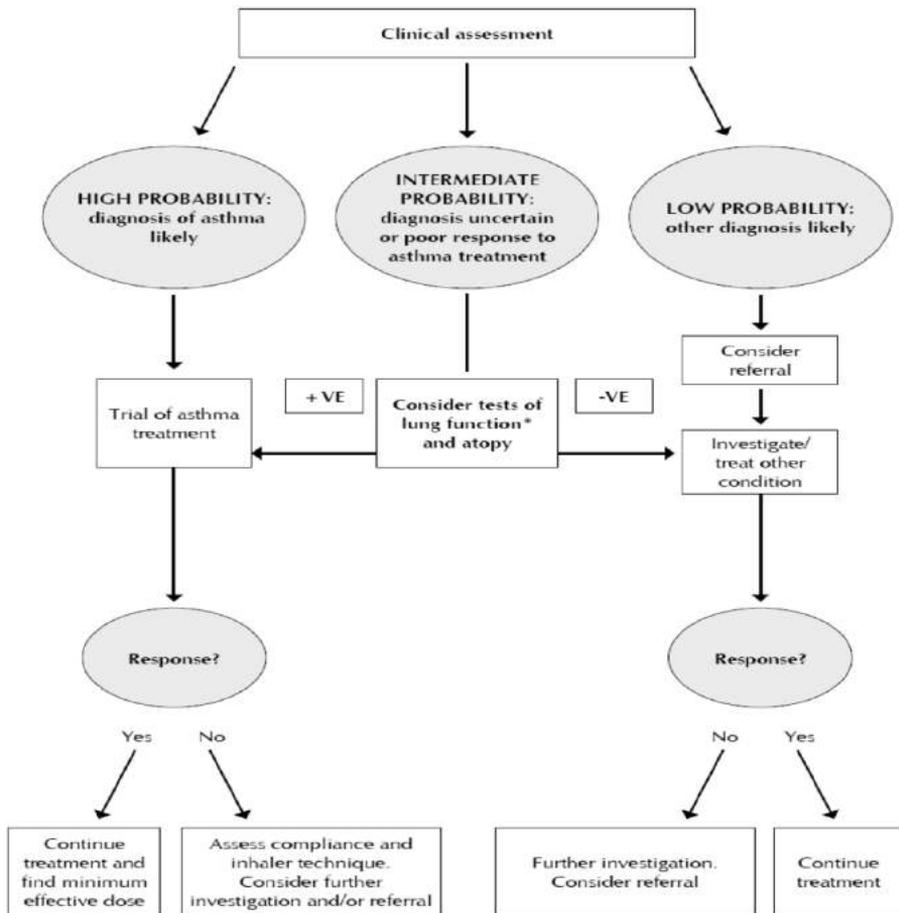 Clinical assessment
HIGH PROBABILITY:
diagnosis of asthma
likely
INTERMEDIATE
PROBABILITY:
diagnosis uncertain
or poor response to
asthma treatment
LOW PROBABILITY:
other diagnosis likely
Consider
referral
+ VE
-VE
Trial of asthma
treatment
Consider tests of
lung function*
and atopy
Investigate/
treat other
condition
Response?
Response?
Yes
No
No
Yes
Continue
treatment and
find minimum
effective dose
Assess compliance and
inhaler technique.
Consider further
investigation and/or referral
Further investigation.
Consider referral
Continue
treatment